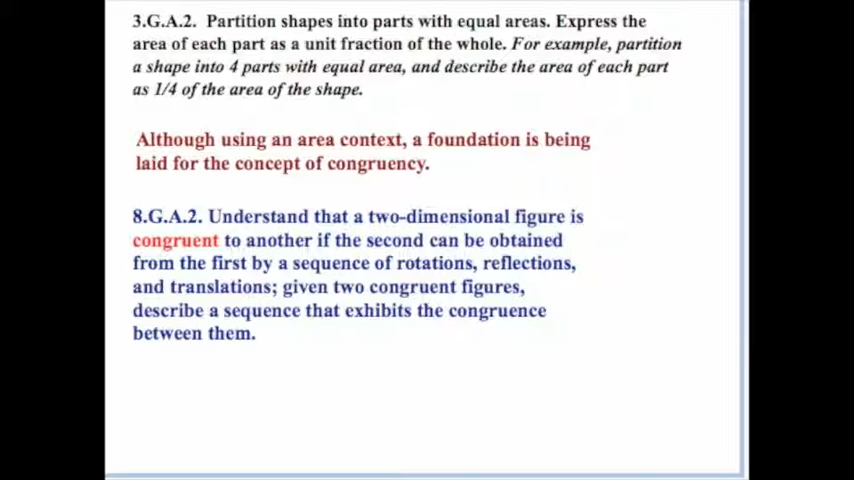 3.G.A.2. Partition shapes into parts with equal areas. Express the
area of each part as a unit fraction of the whole. For example, partition
a shape into 4 parts with equal area, and describe the area of each part
as 1/4 of the area of the shape.
Although using an area context, a foundation is being
laid for the concept of congruency.
8.G.A.2. Understand that a two-dimensional figure is
congruent to another if the second can be obtained
from the first by a sequence of rotations, reflections,
and translations; given two congruent figures,
describe a sequence that exhibits the congruence
between them.